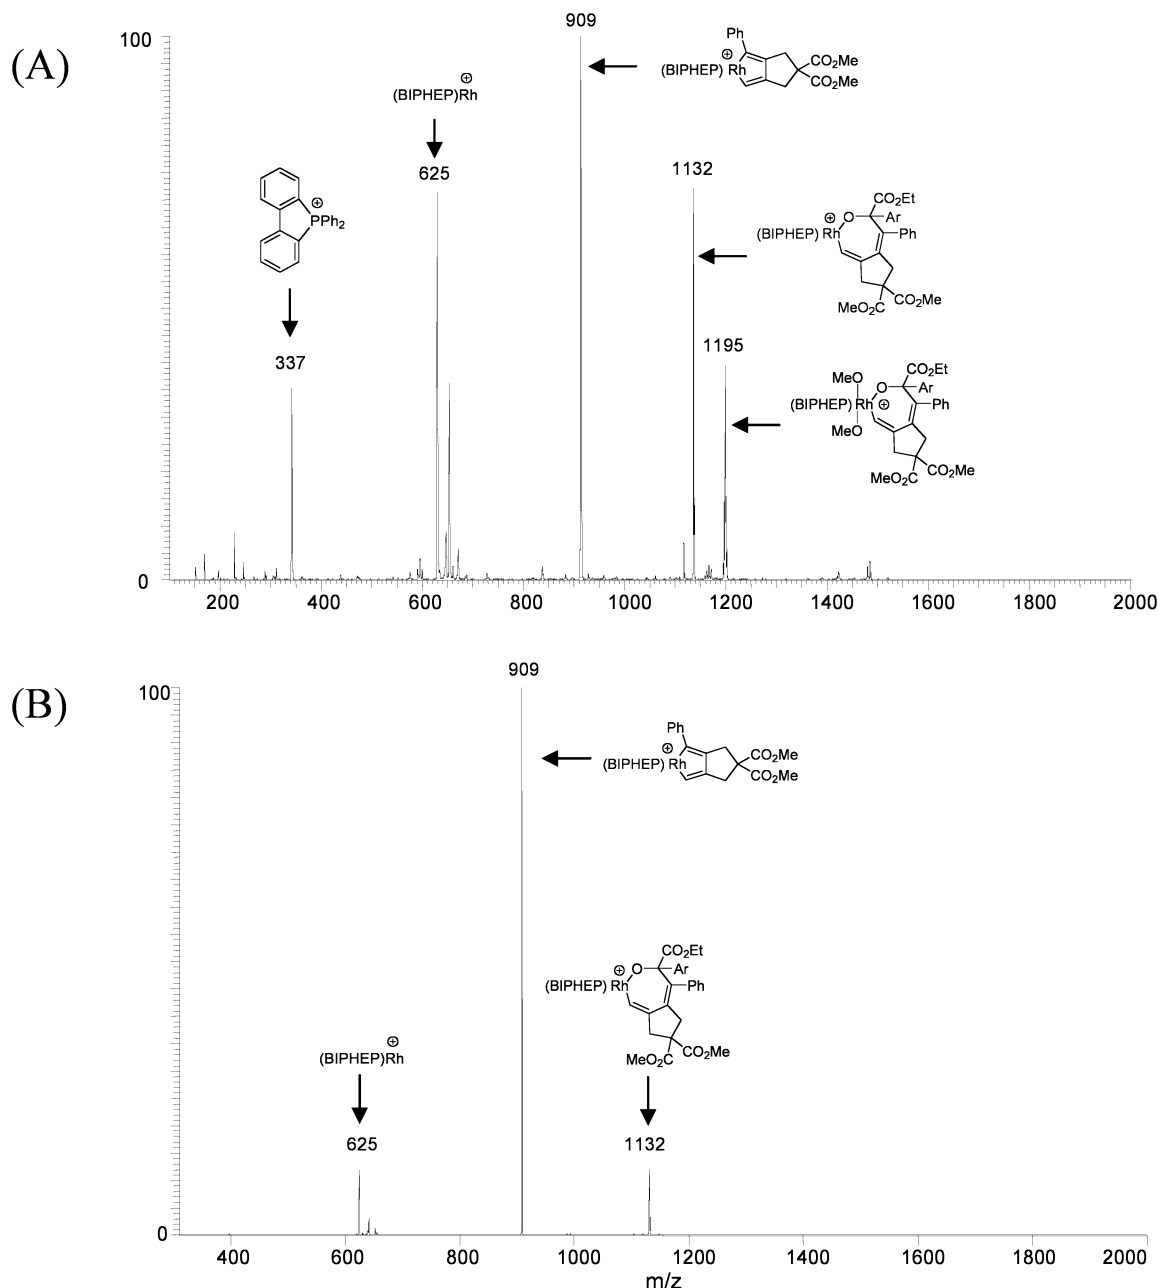 (A)
100
909
Ph
⊕
(BIPHEP) Rh
CO2Me
CO2Me
⊕
(BIPHEP)Rh
625
1132
⊕
PPh2
CO2Et
⊕ O Ar
(BIPHEP) Rh Ph
MeO2C CO2Me
337
1195
MeO O CO2Et
Ar
(BIPHEP)Rh ⊕ Ph
MeO
MeO2C CO2Me
0
200 400 600 800 1000 1200 1400 1600 1800 2000
(B)
909
100
Ph
⊕
(BIPHEP) Rh
CO2Me
CO2Me
CO2Et
⊕ O Ar
(BIPHEP) Rh Ph
MeO2C CO2Me
⊕
(BIPHEP)Rh
625
1132
0
400 600 800 1000 1200 1400 1600 1800 2000
m/z